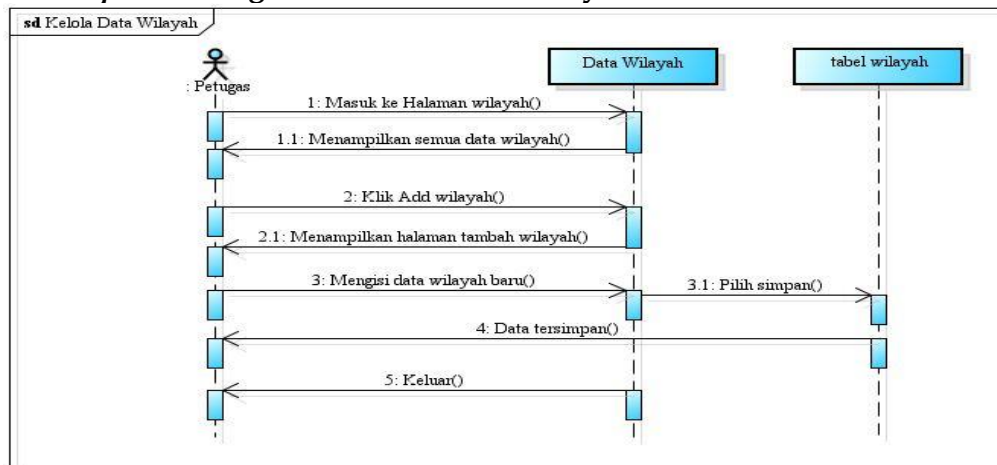 sd Kelola Data Wilayah
: Petugas
Data Wilayah
tabel wilayah
1: Masuk ke Halaman wilayah()
1.1: Menampilkan semua data wilayah()
2: Klik Add wilayah()
2.1: Menampilkan halaman tambah wilayah()
3: Mengisi data wilayah baru()
3.1: Pilih simpan()
4: Data tersimpan()
5: Keluar()